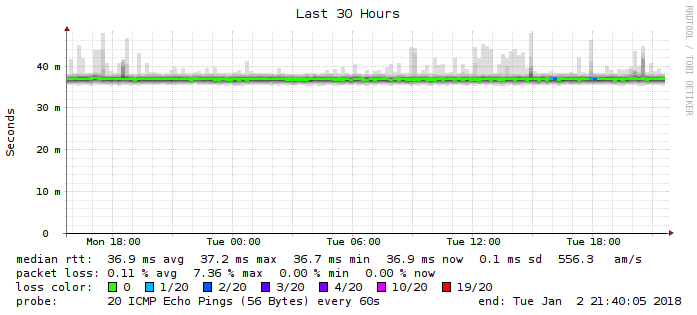 Last 30 Hours
RRDTOOL / TOBI OETIKER
Seconds
40 m
30 m
20 m
10 m
0
Mon 18:00 Tue 00:00 Tue 06:00 Tue 12:00 Tue 18:00
median rtt: 36.9 ms avg 37.2 ms max 36.7 ms min 36.9 ms now 0.1 ms sd 556.3 am/s
packet loss: 0.11 % avg 7.36 % max 0.00 % min 0.00 % now
loss color: 0 1/20 2/20 3/20 4/20 10/20 19/20
probe: 20 ICMP Echo Pings (56 Bytes) every 60s end: Tue Jan 2 21:40:05 2018